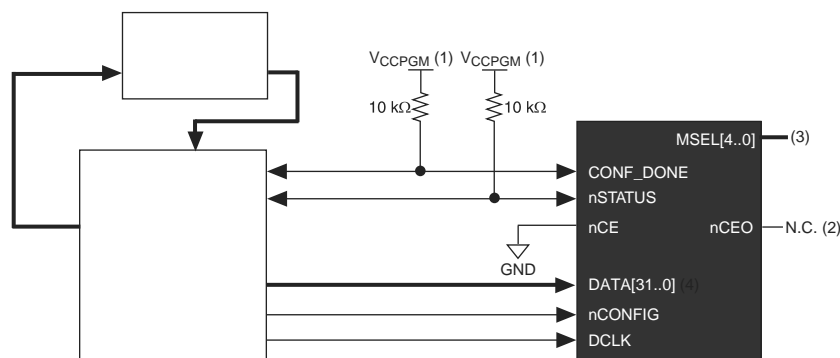 VCCPGM (1) VCCPGM (1)
10 kΩ 10 kΩ
MSEL[4..0] (3)
CONF_DONE
nSTATUS
nCE nCEO N.C. (2)
GND
DATA[31..0] (4)
nCONFIG
DCLK